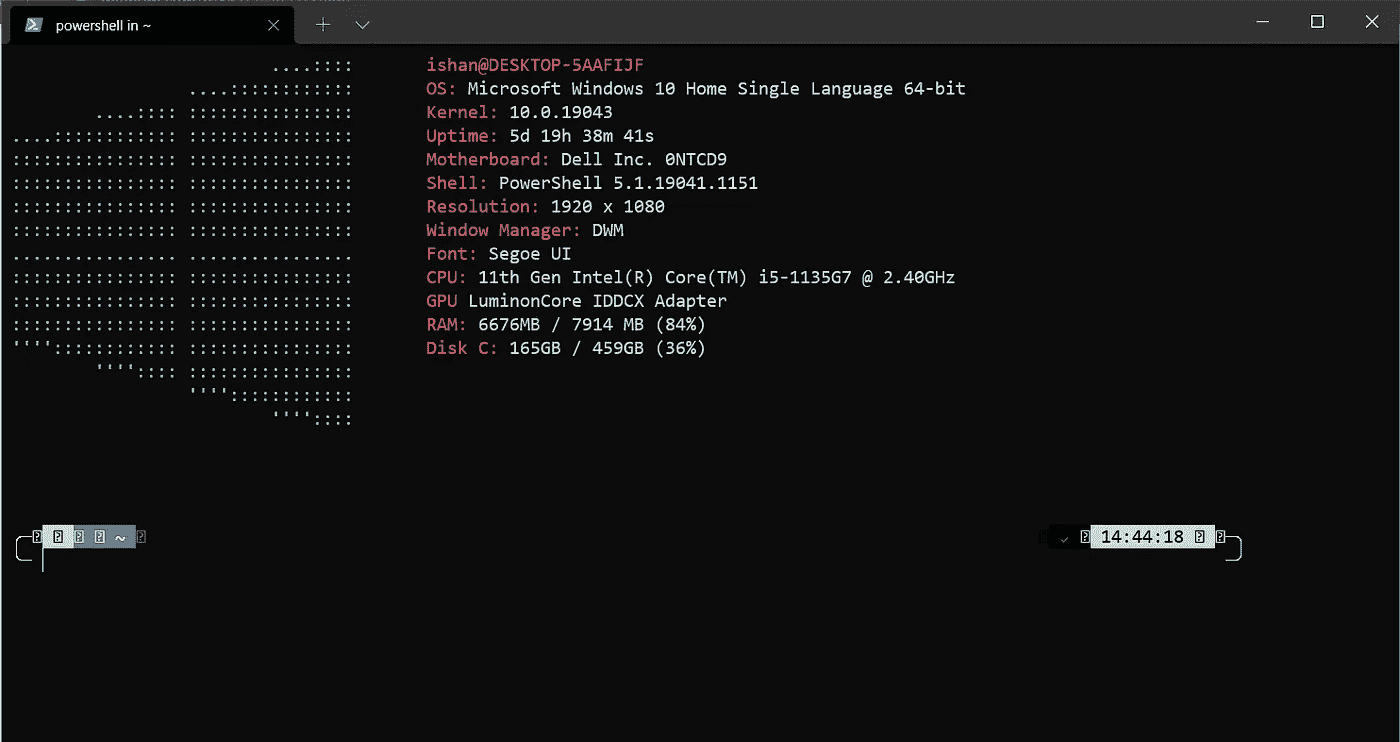 powershell in ~
ishan@DESKTOP-5AAFIJF
OS: Microsoft Windows 10 Home Single Language 64-bit
Kernel: 10.0.19043
Uptime: 5d 19h 38m 41s
Motherboard: Dell Inc. 0NTCD9
Shell: PowerShell 5.1.19041.1151
Resolution: 1920 x 1080
Window Manager: DWM
Font: Segoe UI
CPU: 11th Gen Intel(R) Core(TM) i5-1135G7 @ 2.40GHz
GPU LuminonCore IDDCX Adapter
RAM: 6676MB / 7914 MB (84%)
Disk C: 165GB / 459GB (36%)
~ 14:44:18